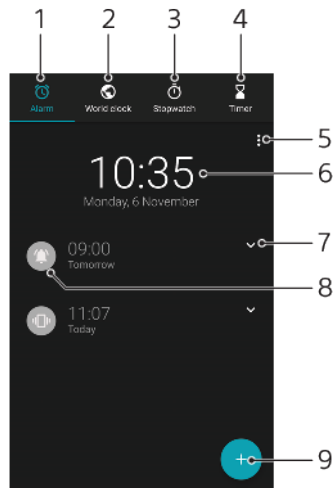 1 2 3 4
Alarm World clock Stopwatch Timer
5
10:35 6
Monday, 6 November
09:00 7
Tomorrow
8
11:07
Today
+ 9